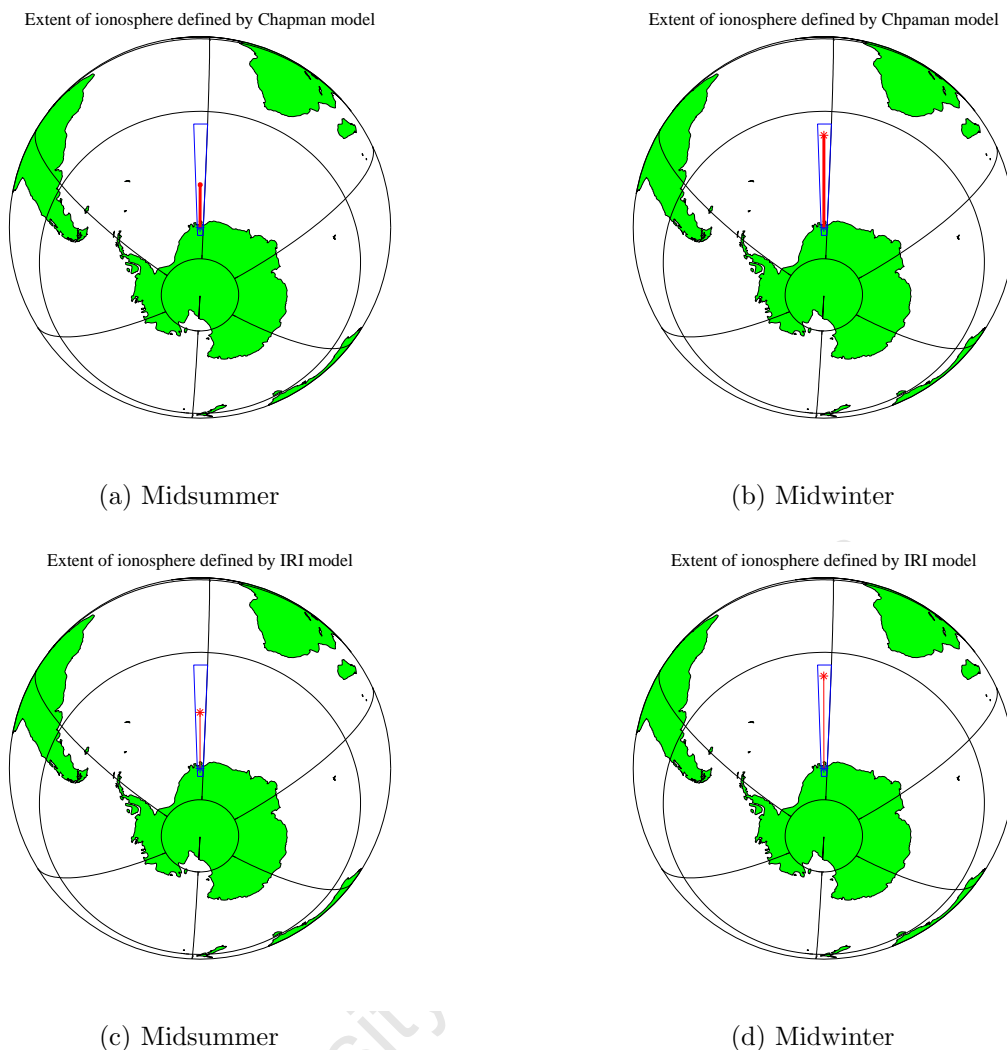 Extent of ionosphere defined by Chapman model
Extent of ionosphere defined by Chpaman model
(a) Midsummer
(b) Midwinter
Extent of ionosphere defined by IRI model
Extent of ionosphere defined by IRI model
(c) Midsummer
(d) Midwinter